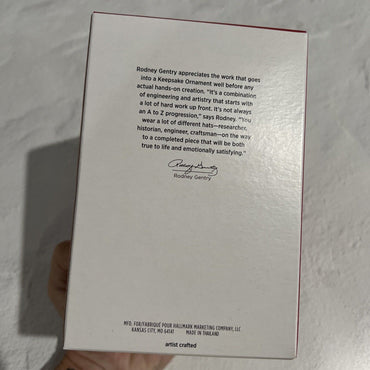 Rodney Gentry appreciates the work that goes
into a Keepsake Ornament well before any
actual hands-on creation. "It's a combination
of engineering and artistry that starts with
a lot of hard work up front. It's not always
an A to Z progression," says Rodney. "You
wear a lot of different hats—researcher,
historian, engineer, craftsman—on the way
to a completed piece that will be both
true to life and emotionally satisfying."
Rodney Gentry
Rodney Gentry
MFD. FOR/FABRIQUÉ POUR HALLMARK MARKETING COMPANY, LLC
KANSAS CITY, MO 64141 MADE IN THAILAND
artist crafted